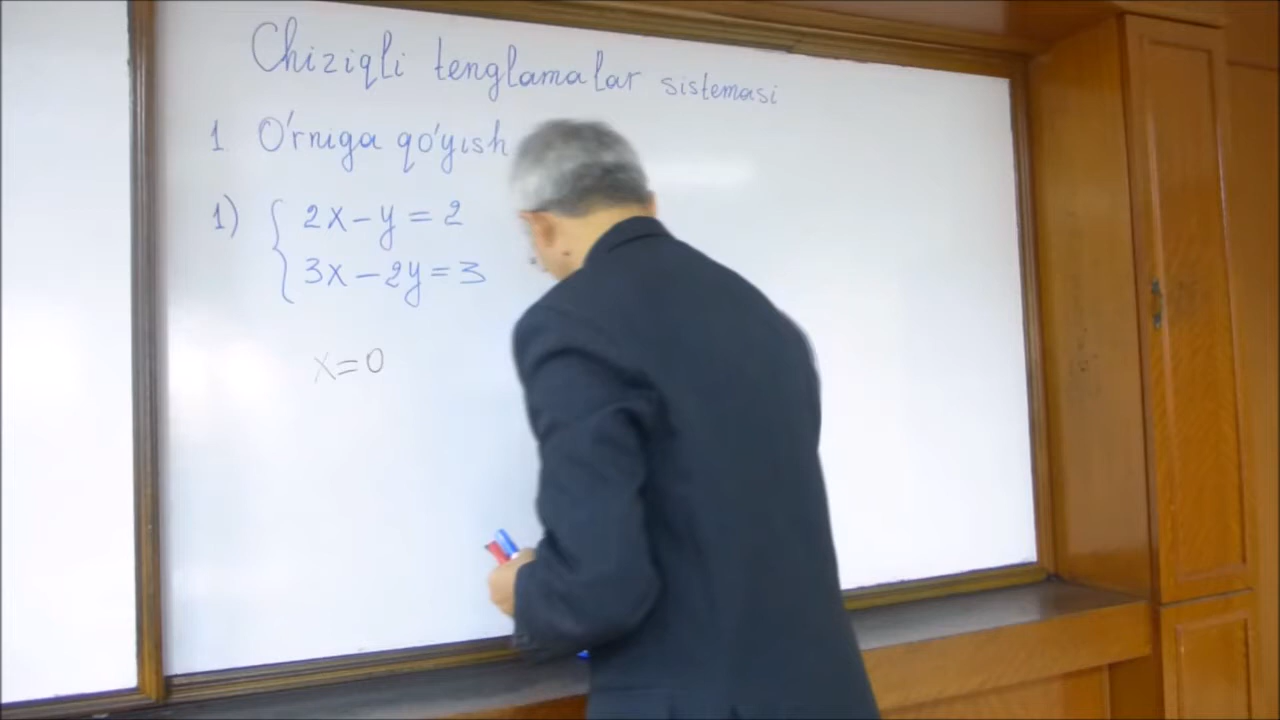 Chiziqli tenglamalar sistemasi
1 O'rniga qo'yish
1) { 2x-y=2
3x-2y=3
x=0